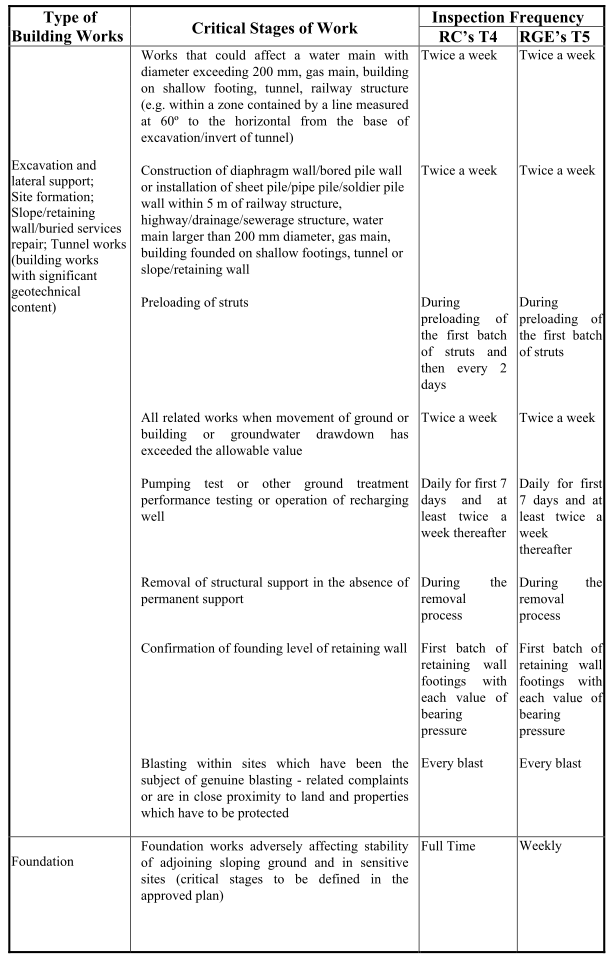 Type of
Building Works
Critical Stages of Work
Inspection Frequency
RC's T4
RGE's T5
Works that could affect a water main with
diameter exceeding 200 mm, gas main, building
on shallow footing, tunnel, railway structure
(e.g. within a zone contained by a line measured
at 60º to the horizontal from the base of
excavation/invert of tunnel)
Twice a week
Twice a week
Excavation and
lateral support;
Site formation;
Slope/retaining
wall/buried services
repair; Tunnel works
(building works
with significant
geotechnical
content)
Construction of diaphragm wall/bored pile wall
or installation of sheet pile/pipe pile/soldier pile
wall within 5 m of railway structure,
highway/drainage/sewerage structure, water
main larger than 200 mm diameter, gas main,
building founded on shallow footings, tunnel or
slope/retaining wall
Twice a week
Twice a week
Preloading of struts
During
preloading of
the first batch
of struts and
then every 2
days
During
preloading of
the first batch
of struts
All related works when movement of ground or
building or groundwater drawdown has
exceeded the allowable value
Twice a week
Twice a week
Pumping test or other ground treatment
performance testing or operation of recharging
well
Daily for first 7
days and at
least twice a
week thereafter
Daily for first
7 days and at
least twice a
week
thereafter
Removal of structural support in the absence of
permanent support
During the
removal
process
During the
removal
process
Confirmation of founding level of retaining wall
First batch of
retaining wall
footings with
each value of
bearing
pressure
First batch of
retaining wall
footings with
each value of
bearing
pressure
Blasting within sites which have been the
subject of genuine blasting - related complaints
or are in close proximity to land and properties
which have to be protected
Every blast
Every blast
Foundation
Foundation works adversely affecting stability
of adjoining sloping ground and in sensitive
sites (critical stages to be defined in the
approved plan)
Full Time
Weekly